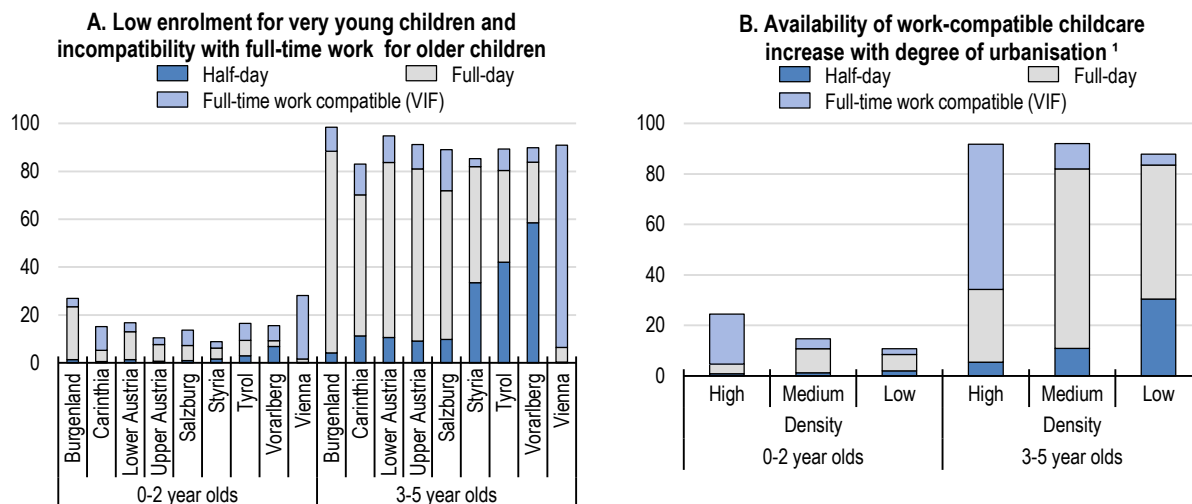 A. Low enrolment for very young children and
incompatibility with full-time work for older children
Half-day
Full-day
Full-time work compatible (VIF)
100
80
60
40
20
0
Burgenland
Carinthia
Lower Austria
Upper Austria
Salzburg
Styria
Tyrol
Vorarlberg
Vienna
Burgenland
Carinthia
Lower Austria
Upper Austria
Salzburg
Styria
Tyrol
Vorarlberg
Vienna
0-2 year olds
3-5 year olds
B. Availability of work-compatible childcare
increase with degree of urbanisation ¹
Half-day
Full-day
Full-time work compatible (VIF)
100
80
60
40
20
0
High
Medium
Low
High
Medium
Low
Density
Density
0-2 year olds
3-5 year olds